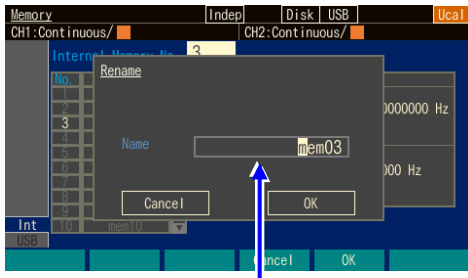 Memory Indep Disk USB Ucal
CH1:Continuous/ CH2:Continuous/
Internal Memory No. 3
No.
Rename
1
2
0000000 Hz
3
4
Name mem03
5
6
000 Hz
7
8
Cancel OK
9
Int 10 mem10
USB
Cancel OK